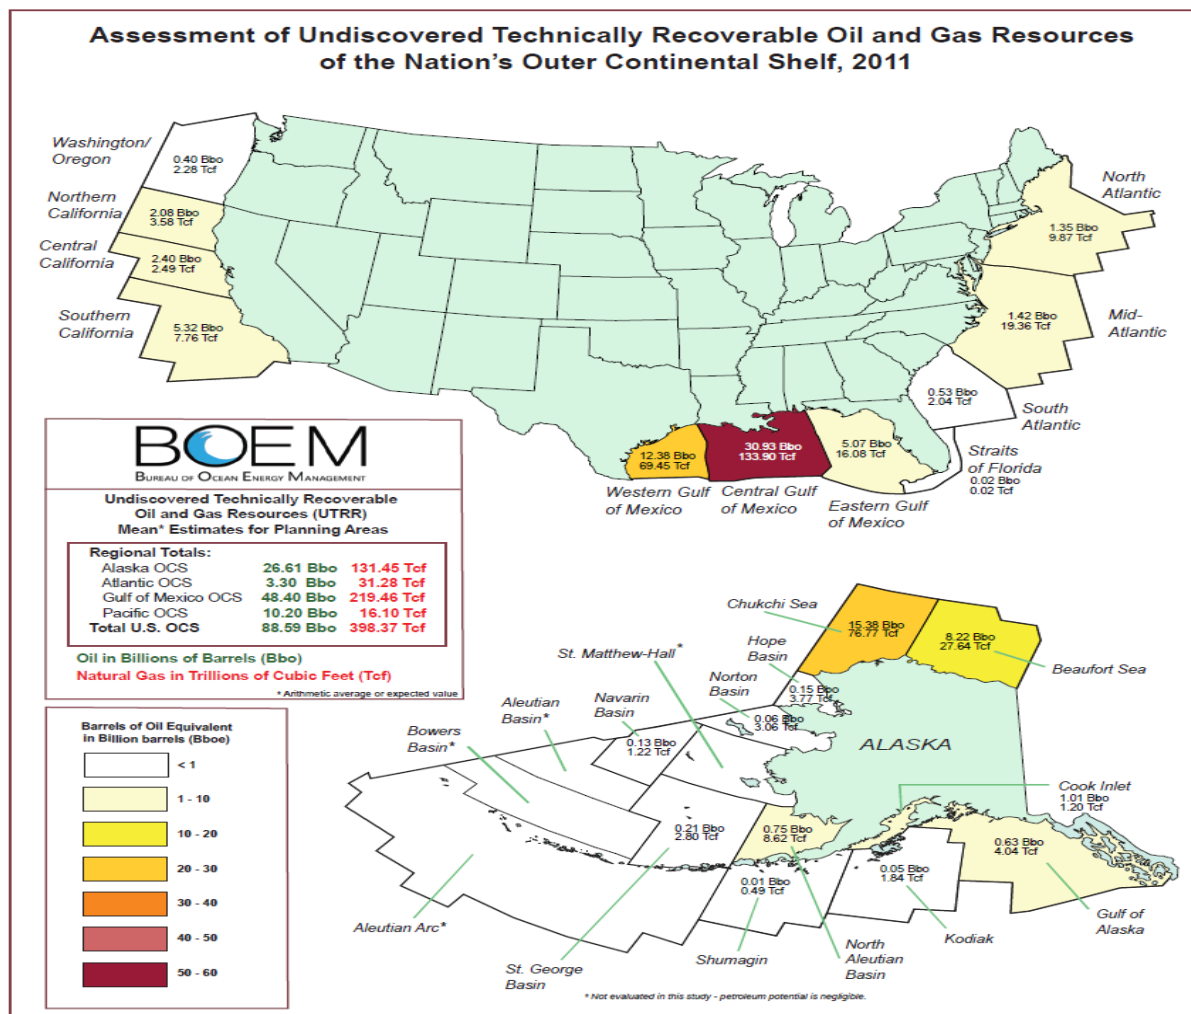 Assessment of Undiscovered Technically Recoverable Oil and Gas Resources
of the Nation's Outer Continental Shelf, 2011
Washington/
Oregon
0.40 Bbo
2.28 Tcf
Northern
California
2.08 Bbo
3.58 Tcf
Central
California
2.40 Bbo
2.49 Tcf
Southern
California
5.32 Bbo
7.76 Tcf
North
Atlantic
1.35 Bbo
9.87 Tcf
Mid-
Atlantic
1.42 Bbo
19.36 Tcf
South
Atlantic
0.53 Bbo
2.04 Tcf
Straits
of Florida
0.02 Bbo
0.02 Tcf
12.38 Bbo
69.45 Tcf
Western Gulf
of Mexico
30.93 Bbo
133.90 Tcf
Central Gulf
of Mexico
5.07 Bbo
16.08 Tcf
Eastern Gulf
of Mexico
BOEM
BUREAU OF OCEAN ENERGY MANAGEMENT
Undiscovered Technically Recoverable
Oil and Gas Resources (UTRR)
Mean* Estimates for Planning Areas
Regional Totals:
Alaska OCS 26.61 Bbo 131.45 Tcf
Atlantic OCS 3.30 Bbo 31.28 Tcf
Gulf of Mexico OCS 48.40 Bbo 219.46 Tcf
Pacific OCS 10.20 Bbo 16.10 Tcf
Total U.S. OCS 88.59 Bbo 398.37 Tcf
Oil in Billions of Barrels (Bbo)
Natural Gas in Trillions of Cubic Feet (Tcf)
* Arithmetic average or expected value
Barrels of Oil Equivalent
in Billion barrels (Bboe)
< 1
1 - 10
10 - 20
20 - 30
30 - 40
40 - 50
50 - 60
Chukchi Sea
15.38 Bbo
76.77 Tcf
8.22 Bbo
27.64 Tcf
Beaufort Sea
Hope
Basin
0.15 Bbo
3.77 Tcf
St. Matthew-Hall*
Norton
Basin
0.06 Bbo
3.06 Tcf
Navarin
Basin
0.13 Bbo
1.22 Tcf
Aleutian
Basin*
Bowers
Basin*
ALASKA
Cook Inlet
1.01 Bbo
1.20 Tcf
0.21 Bbo
2.80 Tcf
0.75 Bbo
8.62 Tcf
0.63 Bbo
4.04 Tcf
0.01 Bbo
0.49 Tcf
0.05 Bbo
1.84 Tcf
Aleutian Arc*
St. George
Basin
Shumagin
North
Aleutian
Basin
Kodiak
Gulf of
Alaska
* Not evaluated in this study - petroleum potential is negligible.